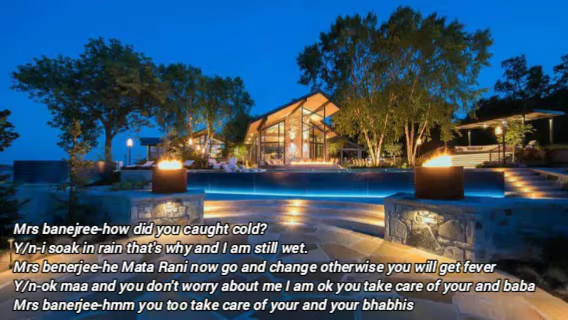 Mrs banejree-how did you caught cold?
Y/n-i soak in rain that's why and I am still wet.
Mrs benerjee-he Mata Rani now go and change otherwise you will get fever
Y/n-ok maa and you don't worry about me I am ok you take care of your and baba
Mrs banerjee-hmm you too take care of your and your bhabhis